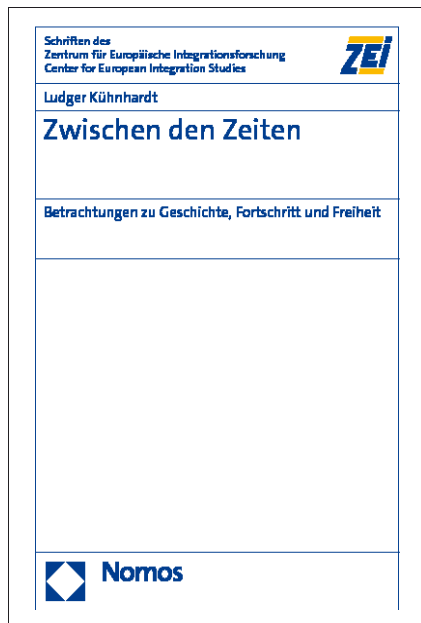 Schriften des
Zentrum für Europäische Integrationsforschung
Center for European Integration Studies
ZEI
Ludger Kühnhardt
Zwischen den Zeiten
Betrachtungen zu Geschichte, Fortschritt und Freiheit
Nomos